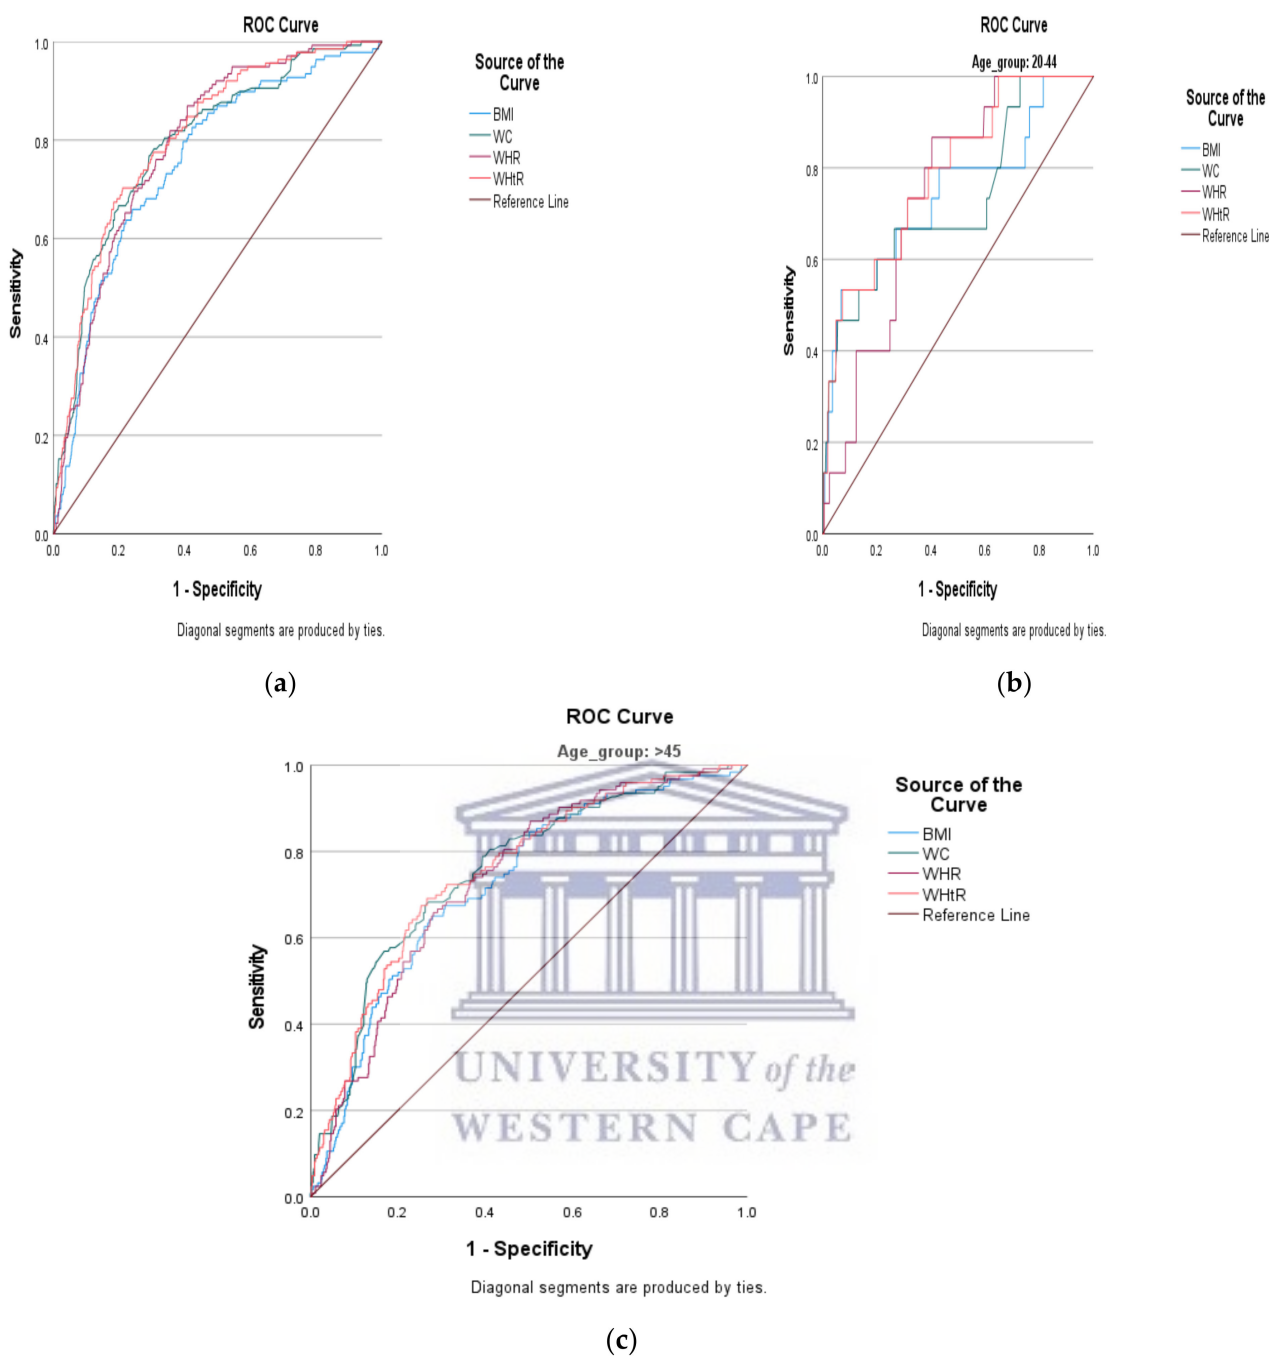 ROC Curve
1.0
0.8
0.6
0.4
0.2
0.0
Sensitivity
0.0 0.2 0.4 0.6 0.8 1.0
1 - Specificity
Diagonal segments are produced by ties.
Source of the
Curve
BMI
WC
WHR
WHtR
Reference Line
(a)
ROC Curve
Age_group: 20-44
1.0
0.8
0.6
0.4
0.2
0.0
Sensitivity
0.0 0.2 0.4 0.6 0.8 1.0
1 - Specificity
Diagonal segments are produced by ties.
Source of the
Curve
BMI
WC
WHR
WHtR
Reference Line
(b)
ROC Curve
Age_group: >45
1.0
0.8
0.6
0.4
0.2
0.0
Sensitivity
0.0 0.2 0.4 0.6 0.8 1.0
1 - Specificity
Diagonal segments are produced by ties.
Source of the
Curve
BMI
WC
WHR
WHtR
Reference Line
UNIVERSITY of the
WESTERN CAPE
(c)